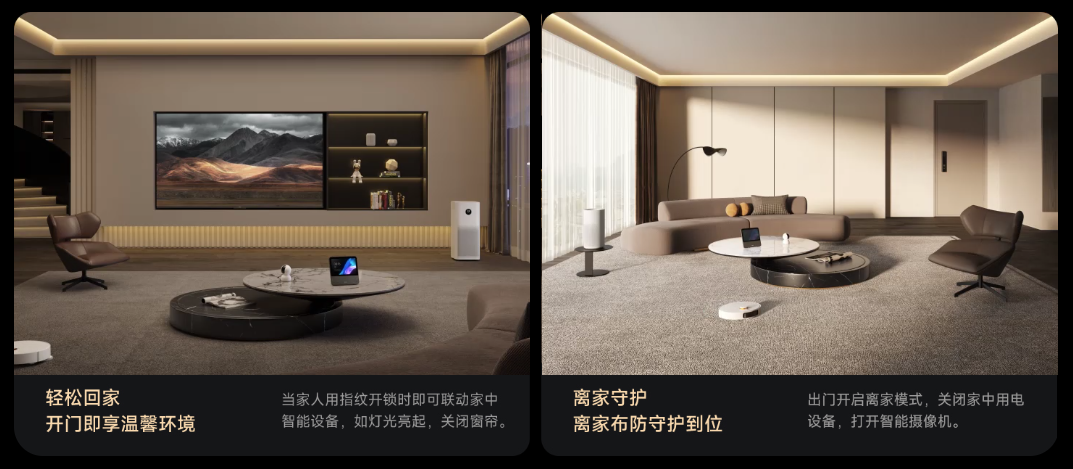 轻松回家
开门即享温馨环境
当家人用指纹开锁时即可联动家中
智能设备，如灯光亮起，关闭窗帘。
离家守护
离家布防守护到位
出门开启离家模式，关闭家中用电
设备，打开智能摄像机。